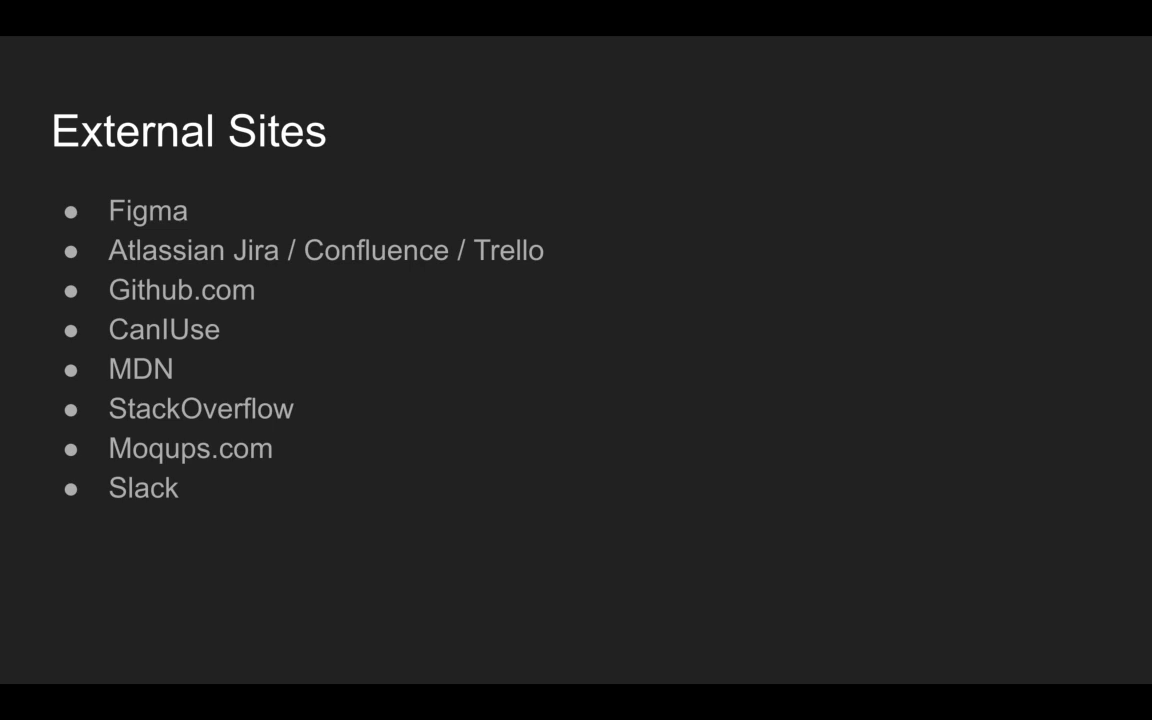 External Sites
● Figma
● Atlassian Jira / Confluence / Trello
● Github.com
● CanIUse
● MDN
● StackOverflow
● Moqups.com
● Slack